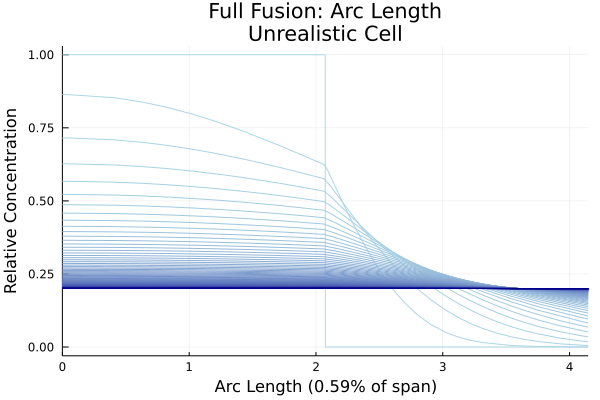 Full Fusion: Arc Length
Unrealistic Cell
1.00
0.75
0.50
0.25
0.00
Relative Concentration
0 1 2 3 4
Arc Length (0.59% of span)